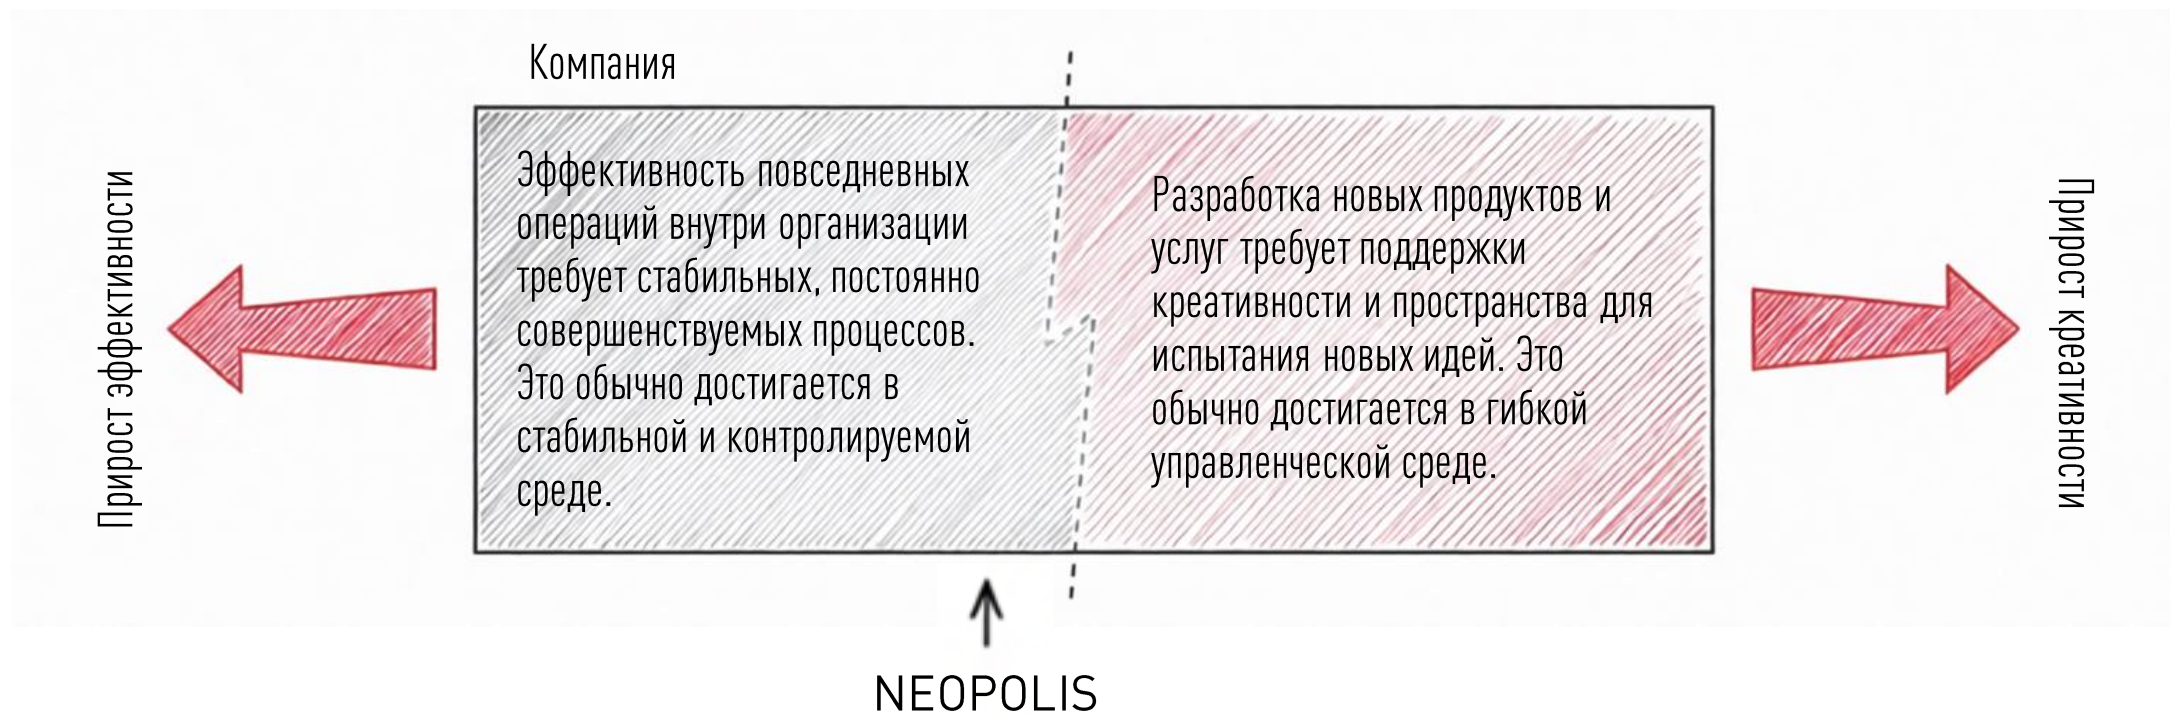 Компания
Прирост эффективности
Эффективность повседневных
операций внутри организации
требует стабильных, постоянно
совершенствуемых процессов.
Это обычно достигается в
стабильной и контролируемой
среде.
Разработка новых продуктов и
услуг требует поддержки
креативности и пространства для
испытания новых идей. Это
обычно достигается в гибкой
управленческой среде.
Прирост креативности
NEOPOLIS